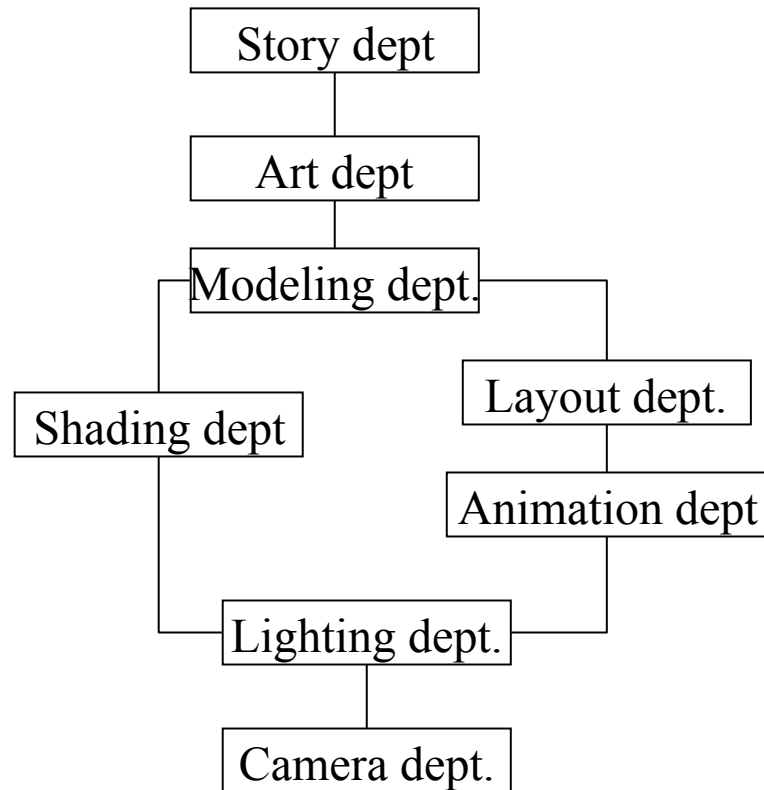 Story dept
Art dept
Modeling dept.
Layout dept.
Shading dept
Animation dept
Lighting dept.
Camera dept.